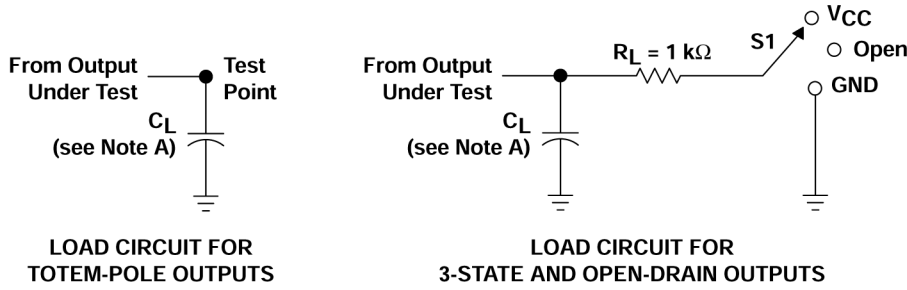 From Output
Under Test
Test
Point
CL
(see Note A)
LOAD CIRCUIT FOR
TOTEM-POLE OUTPUTS
From Output
Under Test
RL = 1 kΩ
S1
VCC
Open
GND
CL
(see Note A)
LOAD CIRCUIT FOR
3-STATE AND OPEN-DRAIN OUTPUTS